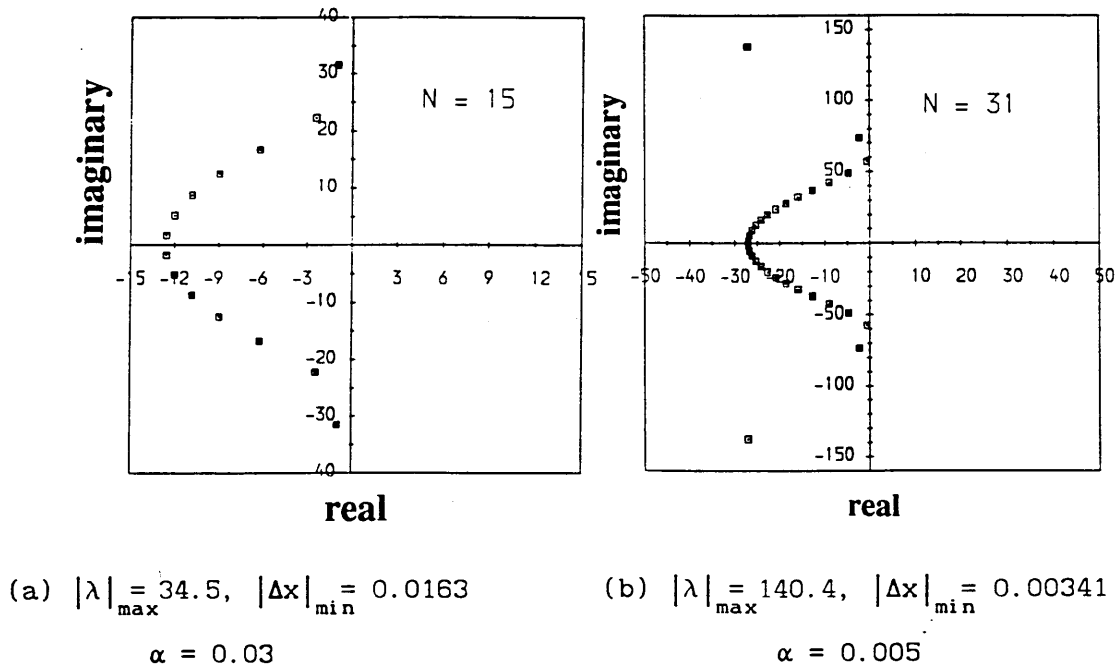 40
30
N = 15
20
10
-15 -12 -9 -6 -3 3 6 9 12 15
-10
-20
-30
40
imaginary
real
150
100
N = 31
50
-50 -40 -30 -20 -10 10 20 30 40 50
-50
-100
-150
imaginary
real
(a) |λ|max = 34.5, |Δx|min = 0.0163
α = 0.03
(b) |λ|max = 140.4, |Δx|min = 0.00341
α = 0.005